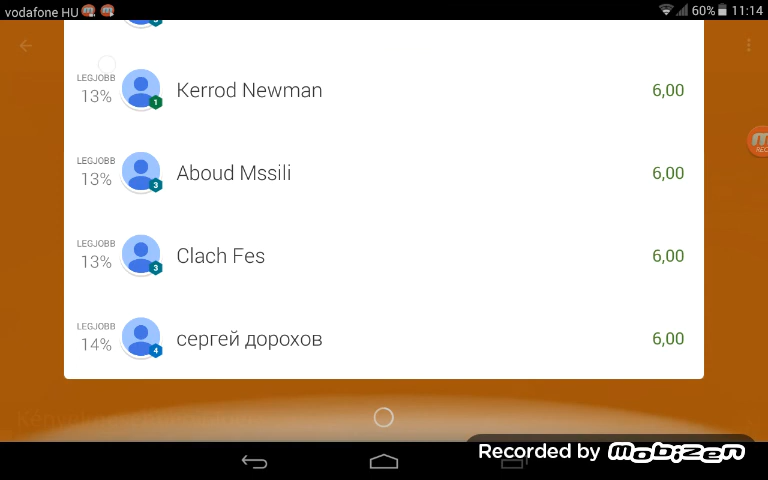 vodafone HU 60% 11:14
LEGJOBB
13% 1 Kerrod Newman 6,00
LEGJOBB
13% 3 Aboud Mssili 6,00
LEGJOBB
13% 3 Clach Fes 6,00
LEGJOBB
14% 4 сергей дорохов 6,00
REC
Recorded by mobizen